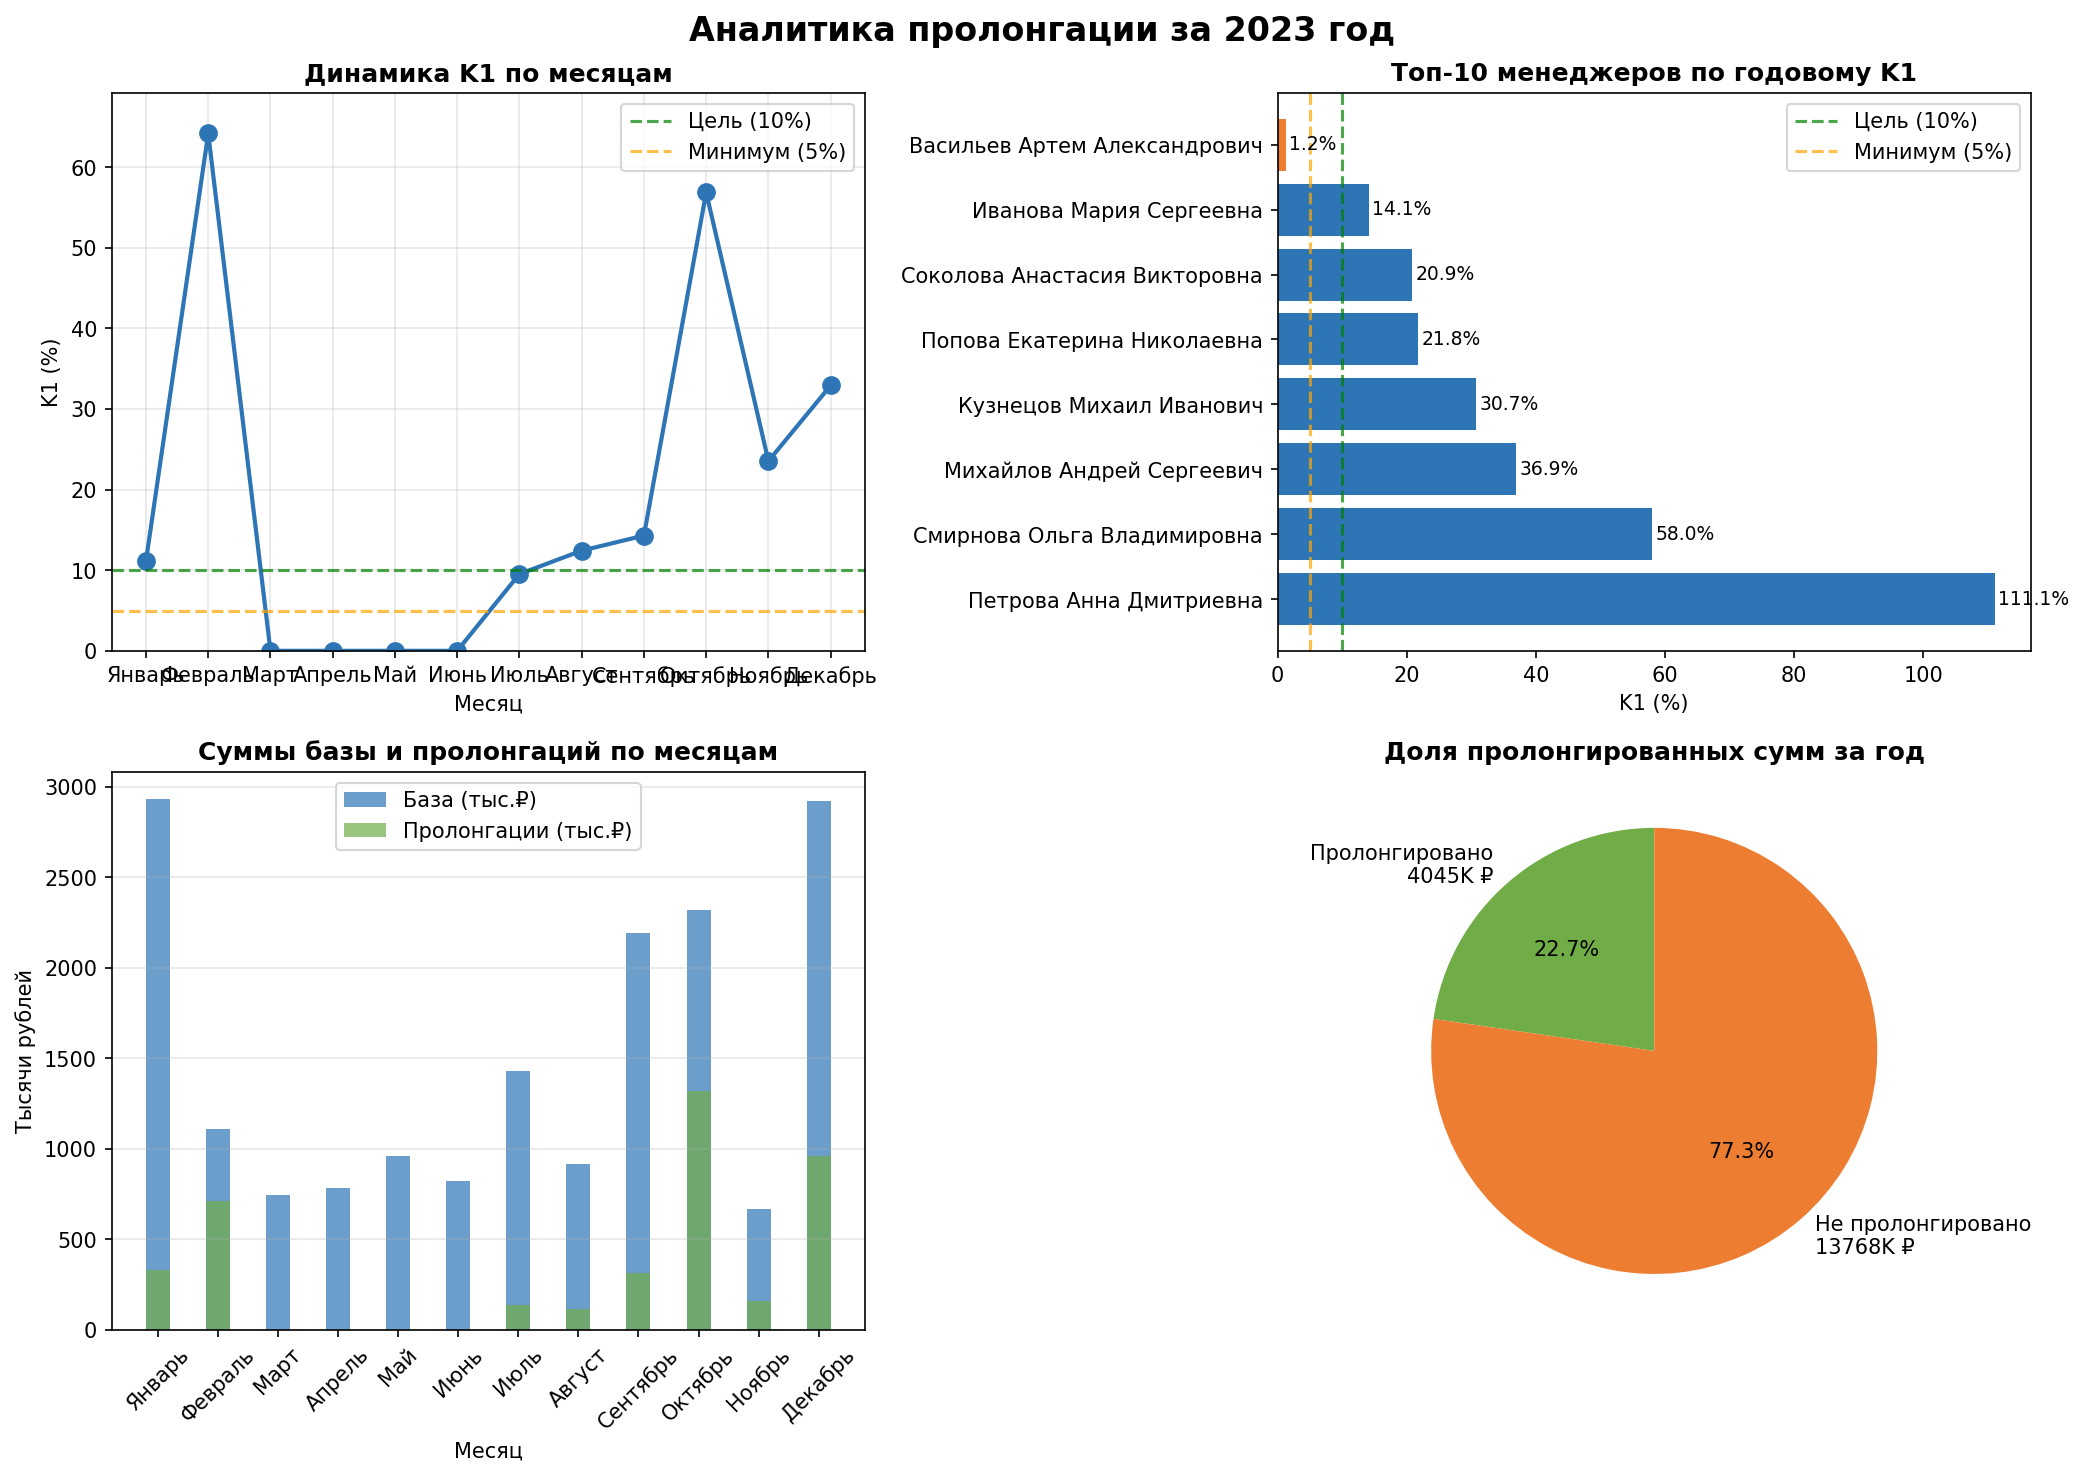 Аналитика пролонгации за 2023 год
Динамика K1 по месяцам
K1 (%)
60
50
40
30
20
10
0
Цель (10%)
Минимум (5%)
Январь Февраль Март Апрель Май Июнь Июль Август Сентябрь Октябрь Ноябрь Декабрь
Месяц
Топ-10 менеджеров по годовому K1
Цель (10%)
Минимум (5%)
Васильев Артем Александрович 1.2%
Иванова Мария Сергеевна 14.1%
Соколова Анастасия Викторовна 20.9%
Попова Екатерина Николаевна 21.8%
Кузнецов Михаил Иванович 30.7%
Михайлов Андрей Сергеевич 36.9%
Смирнова Ольга Владимировна 58.0%
Петрова Анна Дмитриевна 111.1%
0 20 40 60 80 100
K1 (%)
Суммы базы и пролонгаций по месяцам
Тысячи рублей
3000
2500
2000
1500
1000
500
0
База (тыс.₽)
Пролонгации (тыс.₽)
Январь Февраль Март Апрель Май Июнь Июль Август Сентябрь Октябрь Ноябрь Декабрь
Месяц
Доля пролонгированных сумм за год
Пролонгировано
4045K ₽
22.7%
77.3%
Не пролонгировано
13768K ₽